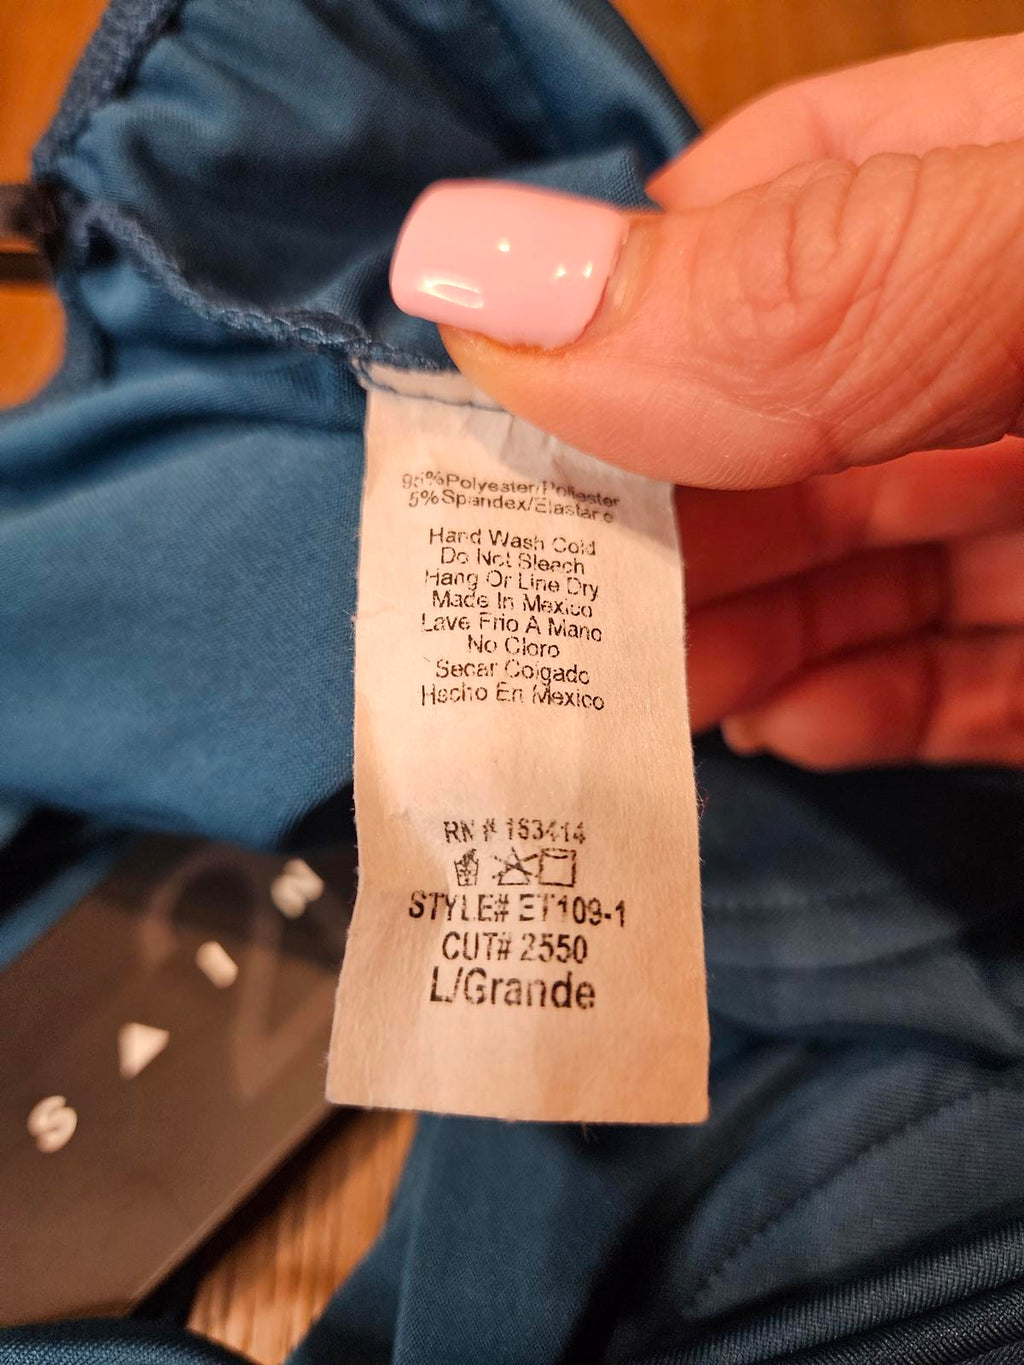 95%Polyester/Poliester
5%Spandex/Elastano
Hand Wash Cold
Do Not Bleach
Hang Or Line Dry
Made In Mexico
Lave Frio A Mano
No Cloro
Secar Colgado
Hecho En Mexico
RN # 163414
STYLE# ET109-1
CUT# 2550
L/Grande